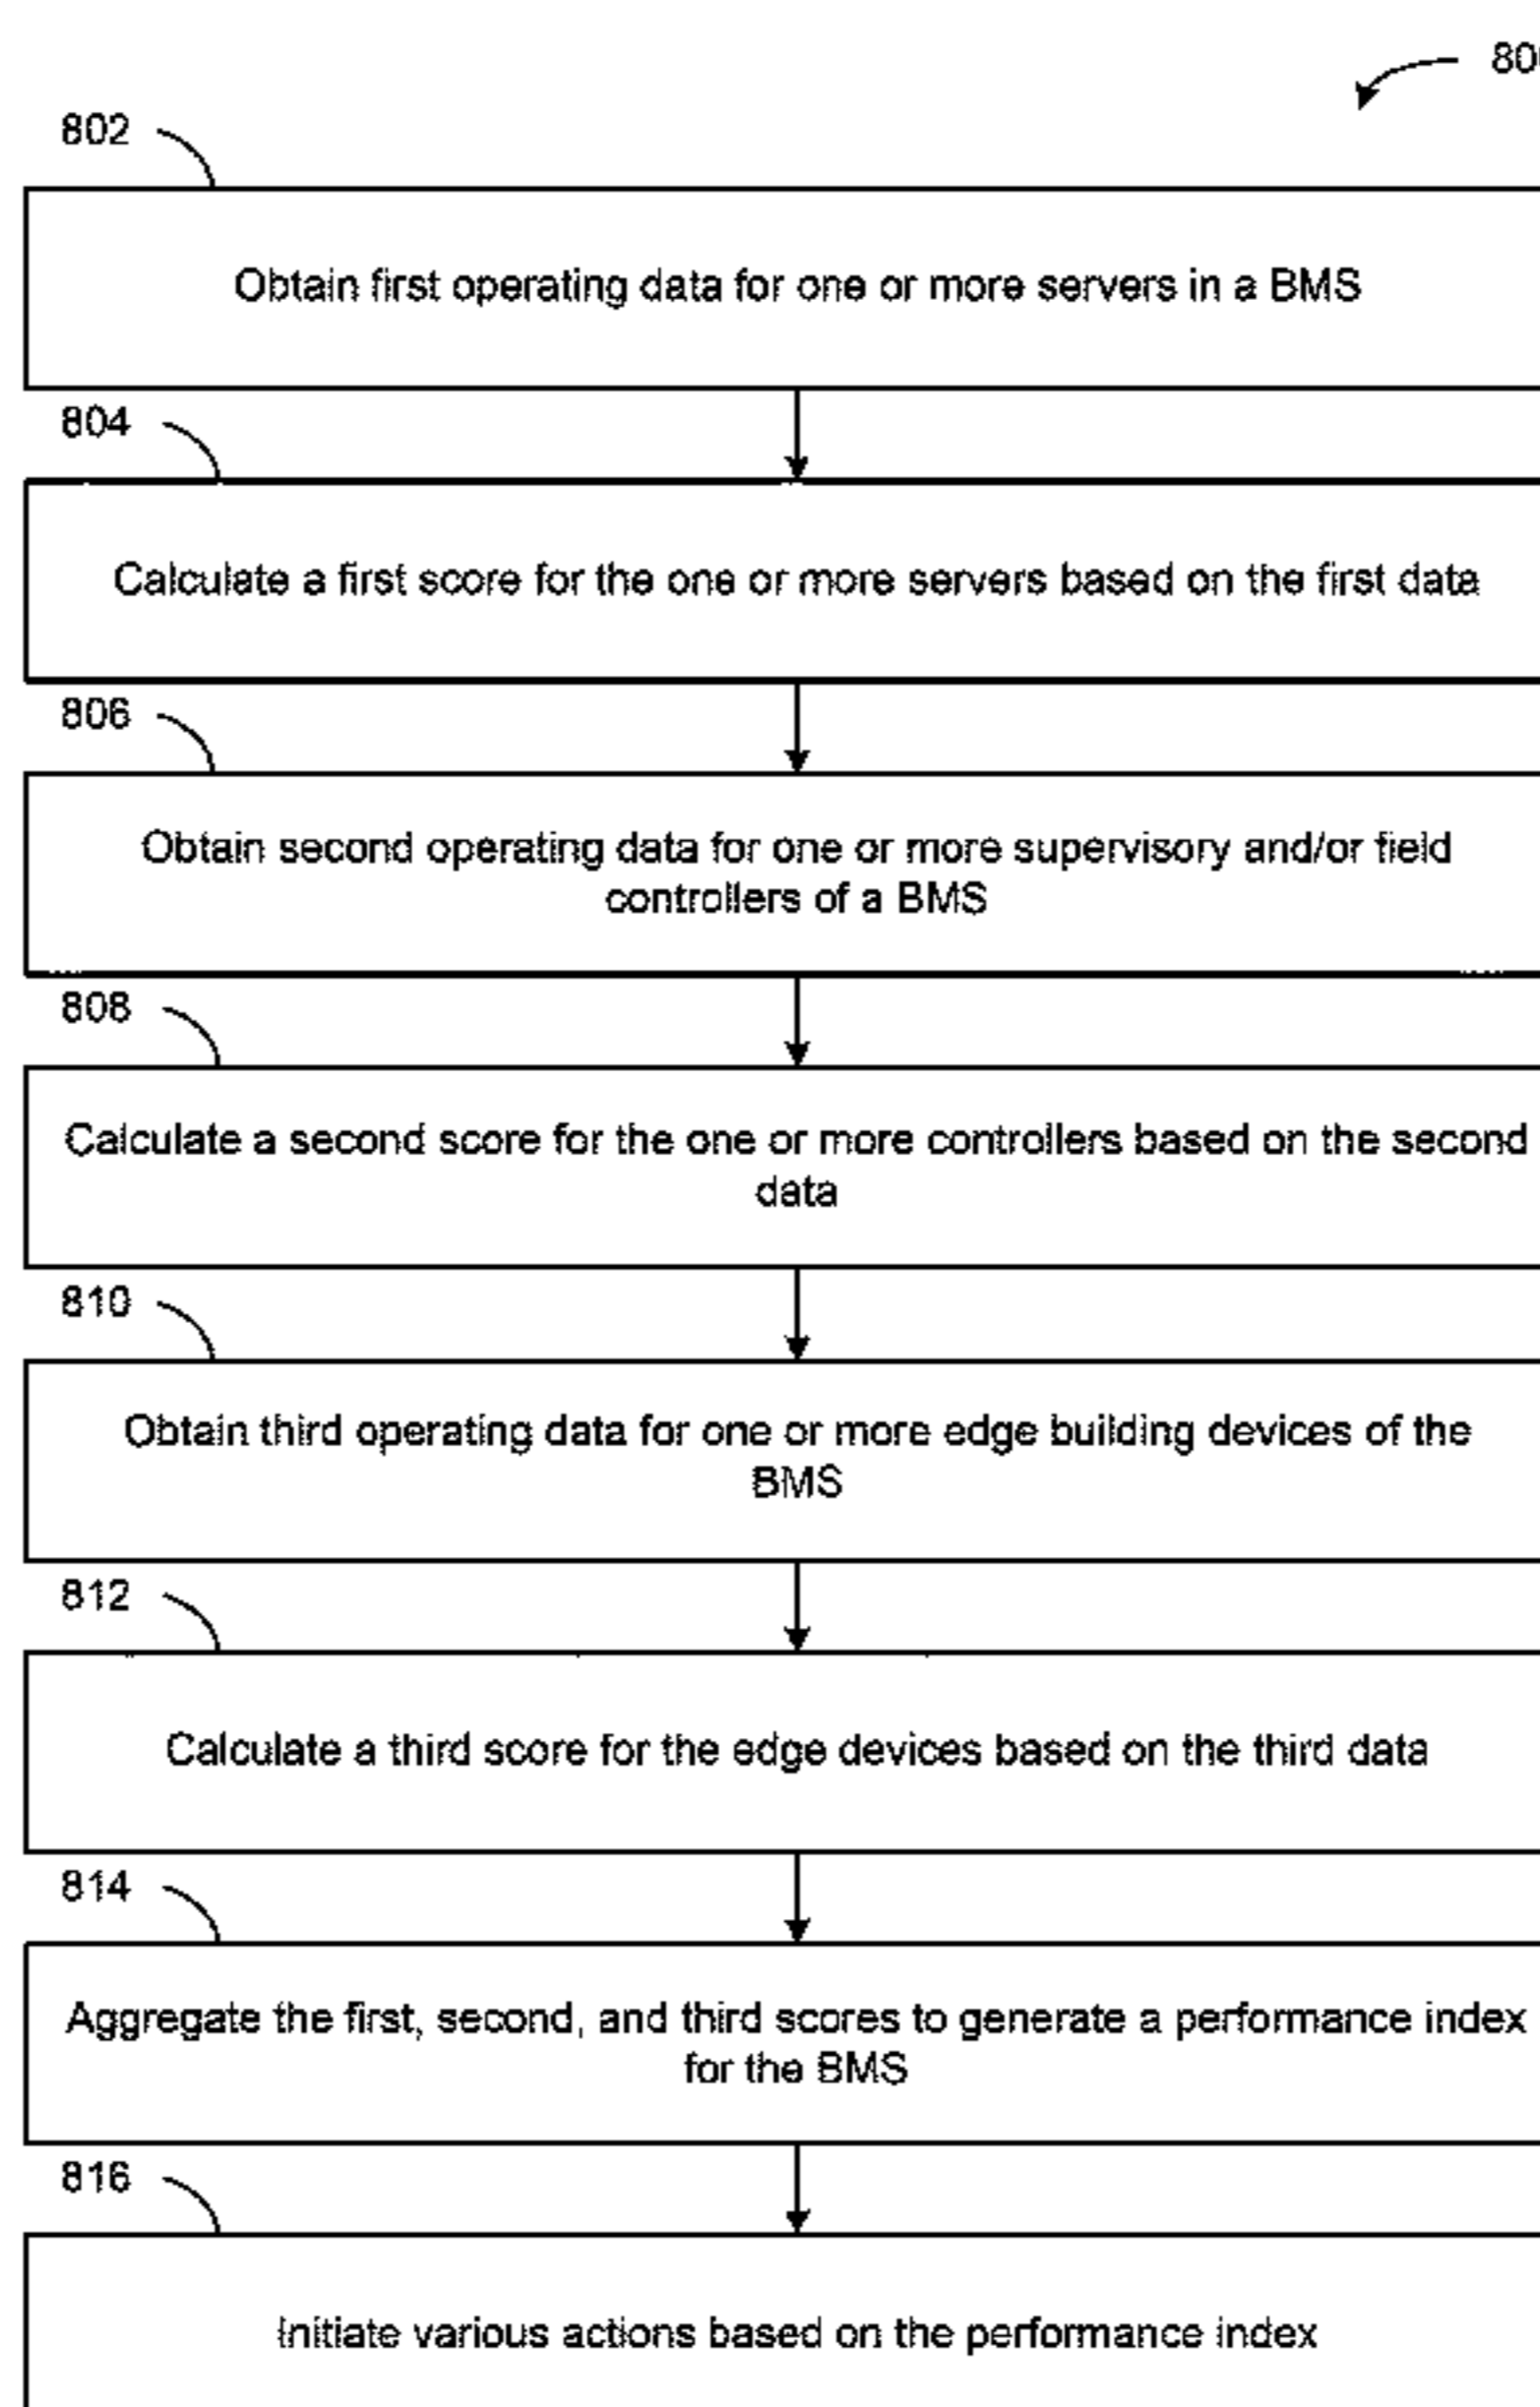 80
802
Obtain first operating data for one or more servers in a BMS
804
Calculate a first score for the one or more servers based on the first data
806
Obtain second operating data for one or more supervisory and/or field
controllers of a BMS
808
Calculate a second score for the one or more controllers based on the second
data
810
Obtain third operating data for one or more edge building devices of the
BMS
812
Calculate a third score for the edge devices based on the third data
814
Aggregate the first, second, and third scores to generate a performance index
for the BMS
816
Initiate various actions based on the performance index